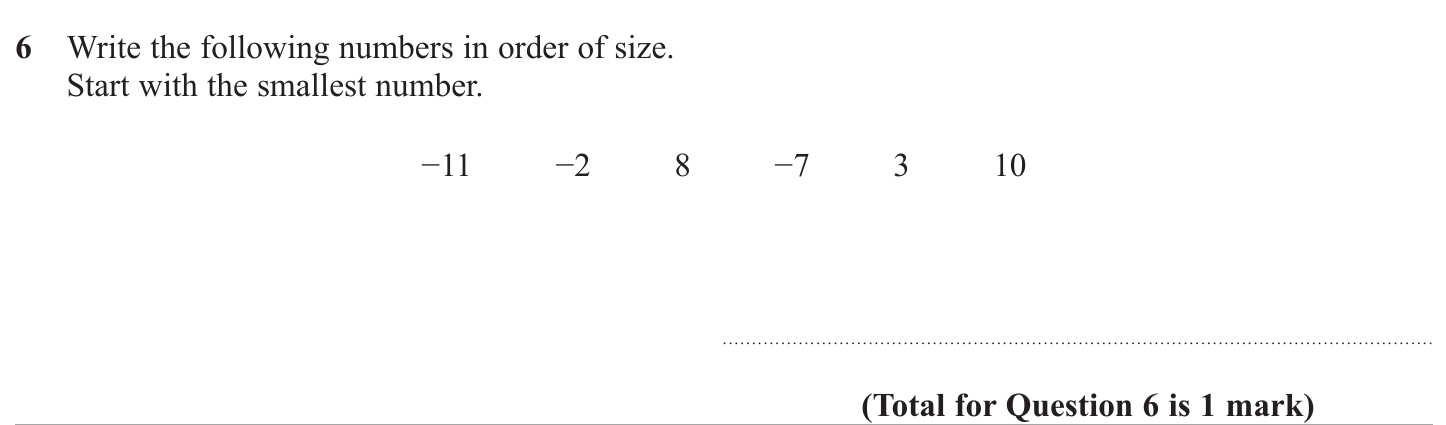 6 Write the following numbers in order of size.
Start with the smallest number.
−11 −2 8 −7 3 10
(Total for Question 6 is 1 mark)